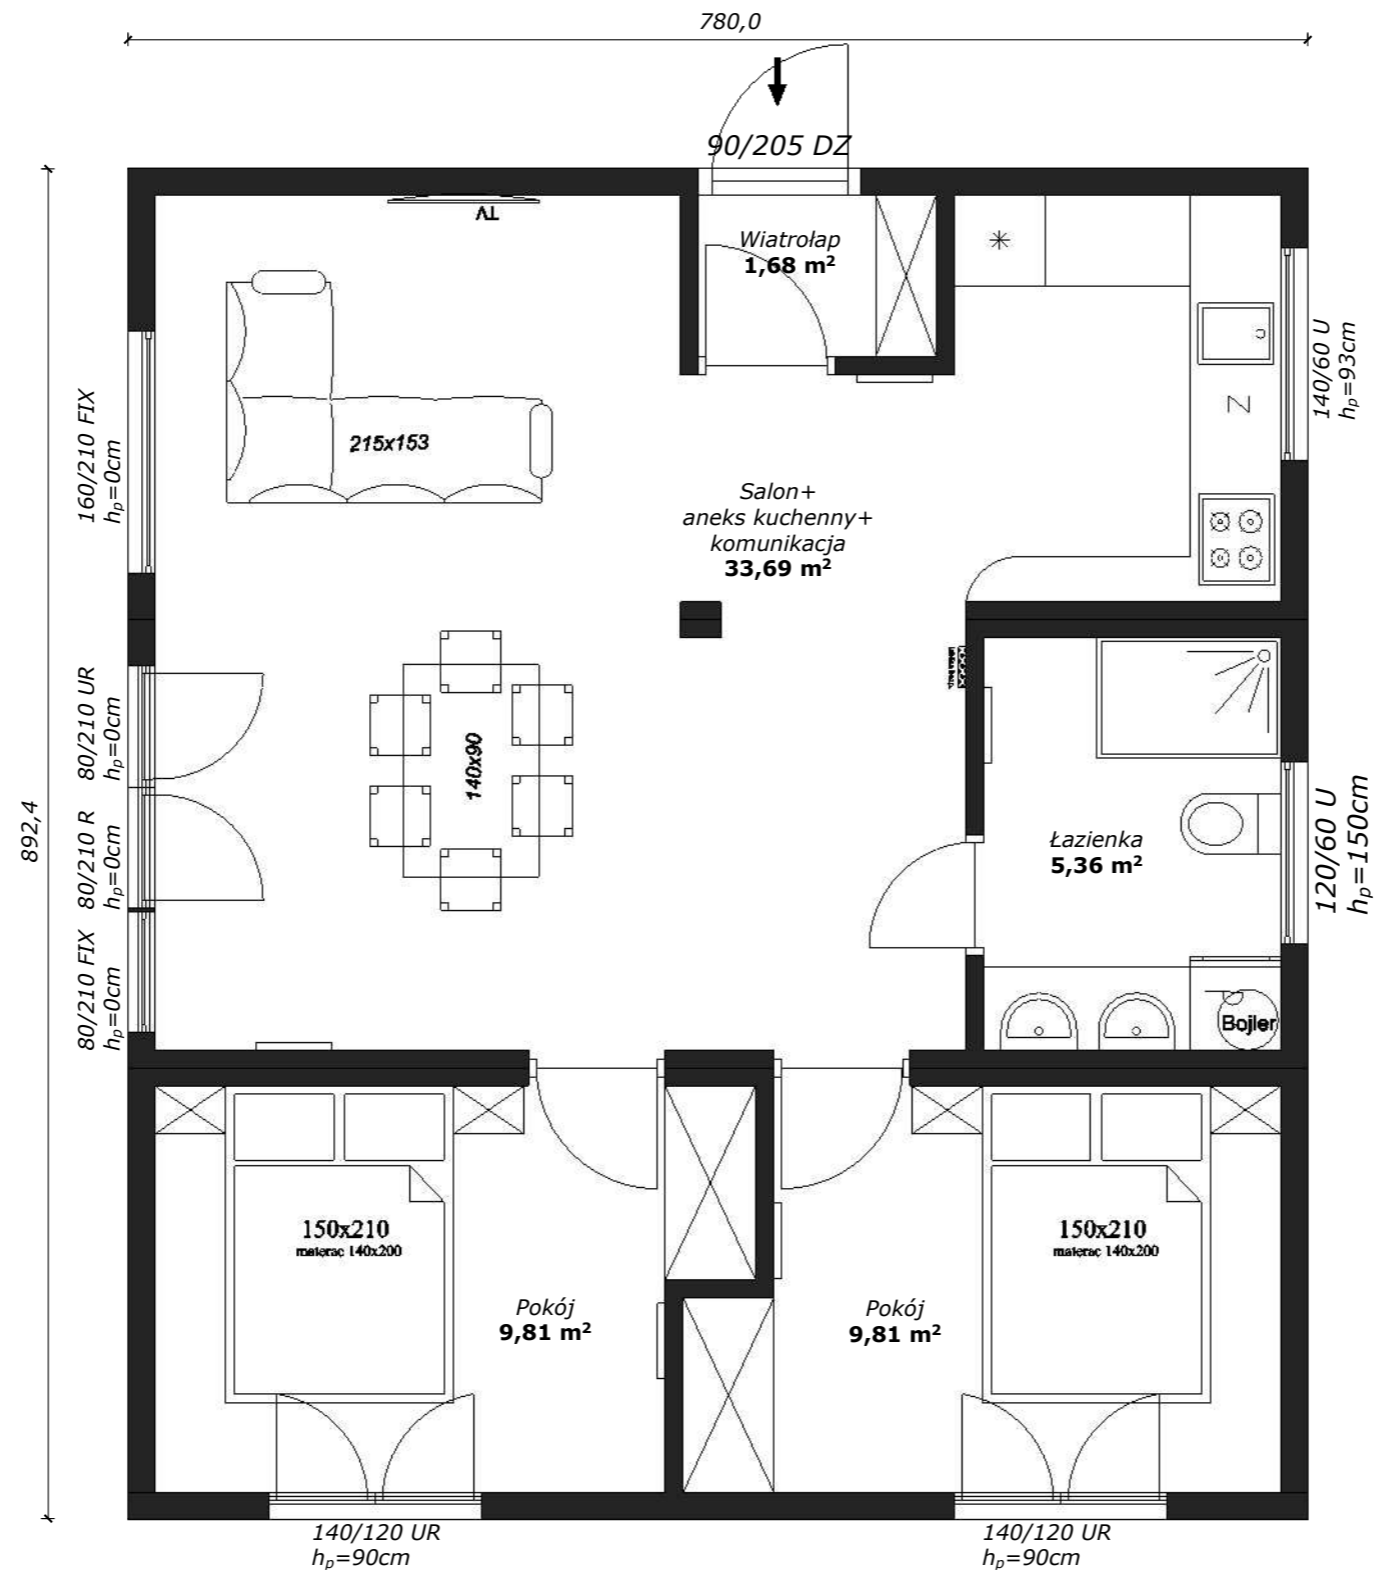 780,0
90/205 DZ
TV
Wiatrołap
1,68 m²
140/60 U
hₚ=93cm
160/210 FIX
hₚ=0cm
215x153
Z
Salon+
aneks kuchenny+
komunikacja
33,69 m²
80/210 UR
hₚ=0cm
140x90
892,4
80/210 R
hₚ=0cm
Łazienka
5,36 m²
120/60 U
hₚ=150cm
80/210 FIX
hₚ=0cm
Bojler
150x210
materac 140x200
150x210
materac 140x200
Pokój
9,81 m²
Pokój
9,81 m²
140/120 UR
hₚ=90cm
140/120 UR
hₚ=90cm